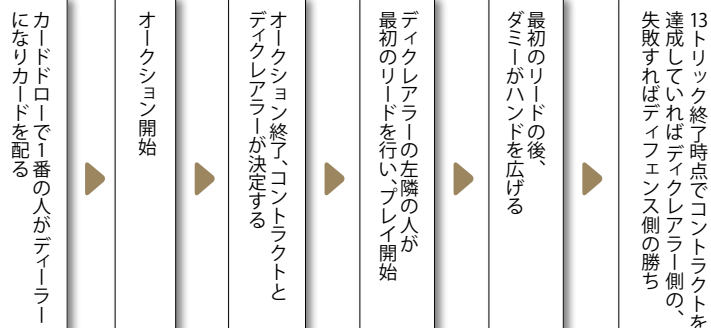 カードドローで1番の人がディーラー
になりカードを配る
オークション開始
オークション終了、コントラクトと
ディクレアラーが決定する
ディクレアラーの左隣の人が
最初のリードを行い、プレイ開始
最初のリードの後、
ダミーがハンドを広げる
13トリック終了時点でコントラクトを
達成していればディクレアラー側の、
失敗すればディフェンス側の勝ち